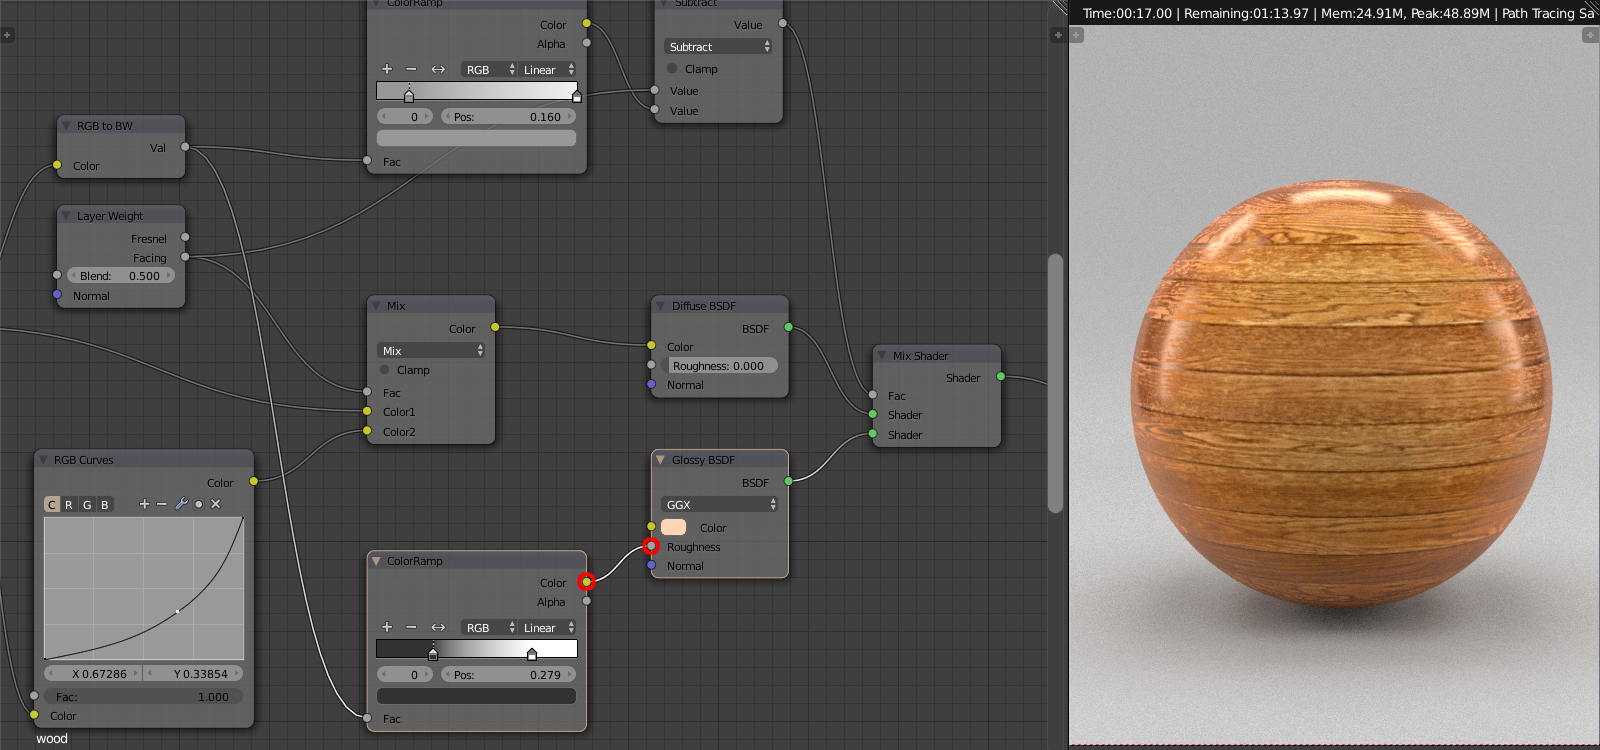 Time:00:17.00 | Remaining:01:13.97 | Mem:24.91M, Peak:48.89M | Path Tracing Sa
ColorRamp
Color
Alpha
RGB
Linear
0
Pos: 0.160
Fac
Subtract
Value
Subtract
Clamp
Value
Value
RGB to BW
Val
Color
Layer Weight
Fresnel
Facing
Blend: 0.500
Normal
Mix
Color
Mix
Clamp
Fac
Color1
Color2
Diffuse BSDF
BSDF
Color
Roughness: 0.000
Normal
Mix Shader
Shader
Fac
Shader
Shader
RGB Curves
Color
C R G B
X 0.67286 Y 0.33854
Fac: 1.000
Color
Glossy BSDF
BSDF
GGX
Color
Roughness
Normal
ColorRamp
Color
Alpha
RGB
Linear
0
Pos: 0.279
Fac
wood